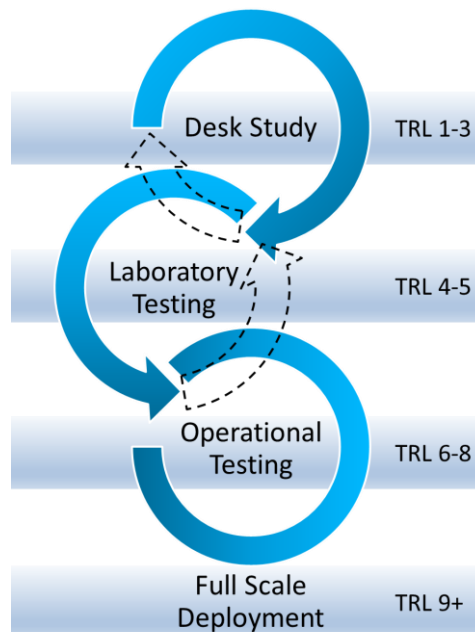 Desk Study
TRL 1-3
Laboratory
Testing
TRL 4-5
Operational
Testing
TRL 6-8
Full Scale
Deployment
TRL 9+